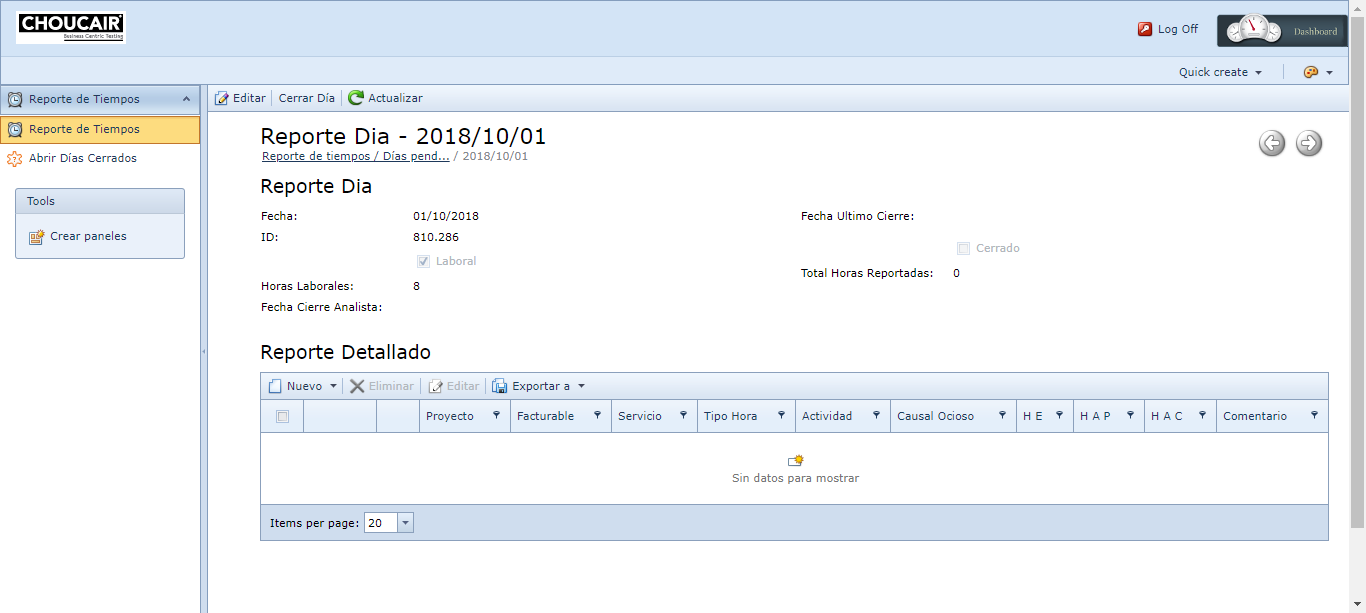 CHOUCAIR
Business Centric Testing
Log Off
Dashboard
Quick create
Reporte de Tiempos
Reporte de Tiempos
Abrir Días Cerrados
Tools
Crear paneles
Editar Cerrar Día Actualizar
Reporte Dia - 2018/10/01
Reporte de tiempos / Días pend... / 2018/10/01
Reporte Dia
Fecha: 01/10/2018 Fecha Ultimo Cierre:
ID: 810.286
Cerrado
Laboral
Total Horas Reportadas: 0
Horas Laborales: 8
Fecha Cierre Analista:
Reporte Detallado
Nuevo Eliminar Editar Exportar a
Proyecto Facturable Servicio Tipo Hora Actividad Causal Ocioso H E H A P H A C Comentario
Sin datos para mostrar
Items per page: 20